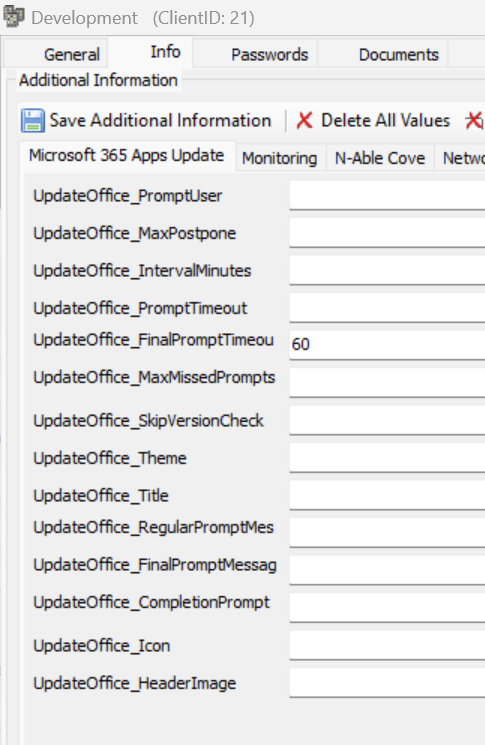 Development (ClientID: 21)
General Info Passwords Documents
Additional Information
Save Additional Information Delete All Values
Microsoft 365 Apps Update Monitoring N-Able Cove Netwo
UpdateOffice_PromptUser
UpdateOffice_MaxPostpone
UpdateOffice_IntervalMinutes
UpdateOffice_PromptTimeout
UpdateOffice_FinalPromptTimeou 60
UpdateOffice_MaxMissedPrompts
UpdateOffice_SkipVersionCheck
UpdateOffice_Theme
UpdateOffice_Title
UpdateOffice_RegularPromptMes
UpdateOffice_FinalPromptMessag
UpdateOffice_CompletionPrompt
UpdateOffice_Icon
UpdateOffice_HeaderImage